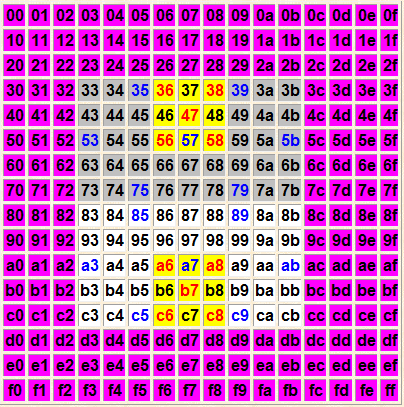 00 01 02 03 04 05 06 07 08 09 0a 0b 0c 0d 0e 0f
10 11 12 13 14 15 16 17 18 19 1a 1b 1c 1d 1e 1f
20 21 22 23 24 25 26 27 28 29 2a 2b 2c 2d 2e 2f
30 31 32 33 34 35 36 37 38 39 3a 3b 3c 3d 3e 3f
40 41 42 43 44 45 46 47 48 49 4a 4b 4c 4d 4e 4f
50 51 52 53 54 55 56 57 58 59 5a 5b 5c 5d 5e 5f
60 61 62 63 64 65 66 67 68 69 6a 6b 6c 6d 6e 6f
70 71 72 73 74 75 76 77 78 79 7a 7b 7c 7d 7e 7f
80 81 82 83 84 85 86 87 88 89 8a 8b 8c 8d 8e 8f
90 91 92 93 94 95 96 97 98 99 9a 9b 9c 9d 9e 9f
a0 a1 a2 a3 a4 a5 a6 a7 a8 a9 aa ab ac ad ae af
b0 b1 b2 b3 b4 b5 b6 b7 b8 b9 ba bb bc bd be bf
c0 c1 c2 c3 c4 c5 c6 c7 c8 c9 ca cb cc cd ce cf
d0 d1 d2 d3 d4 d5 d6 d7 d8 d9 da db dc dd de df
e0 e1 e2 e3 e4 e5 e6 e7 e8 e9 ea eb ec ed ee ef
f0 f1 f2 f3 f4 f5 f6 f7 f8 f9 fa fb fc fd fe ff